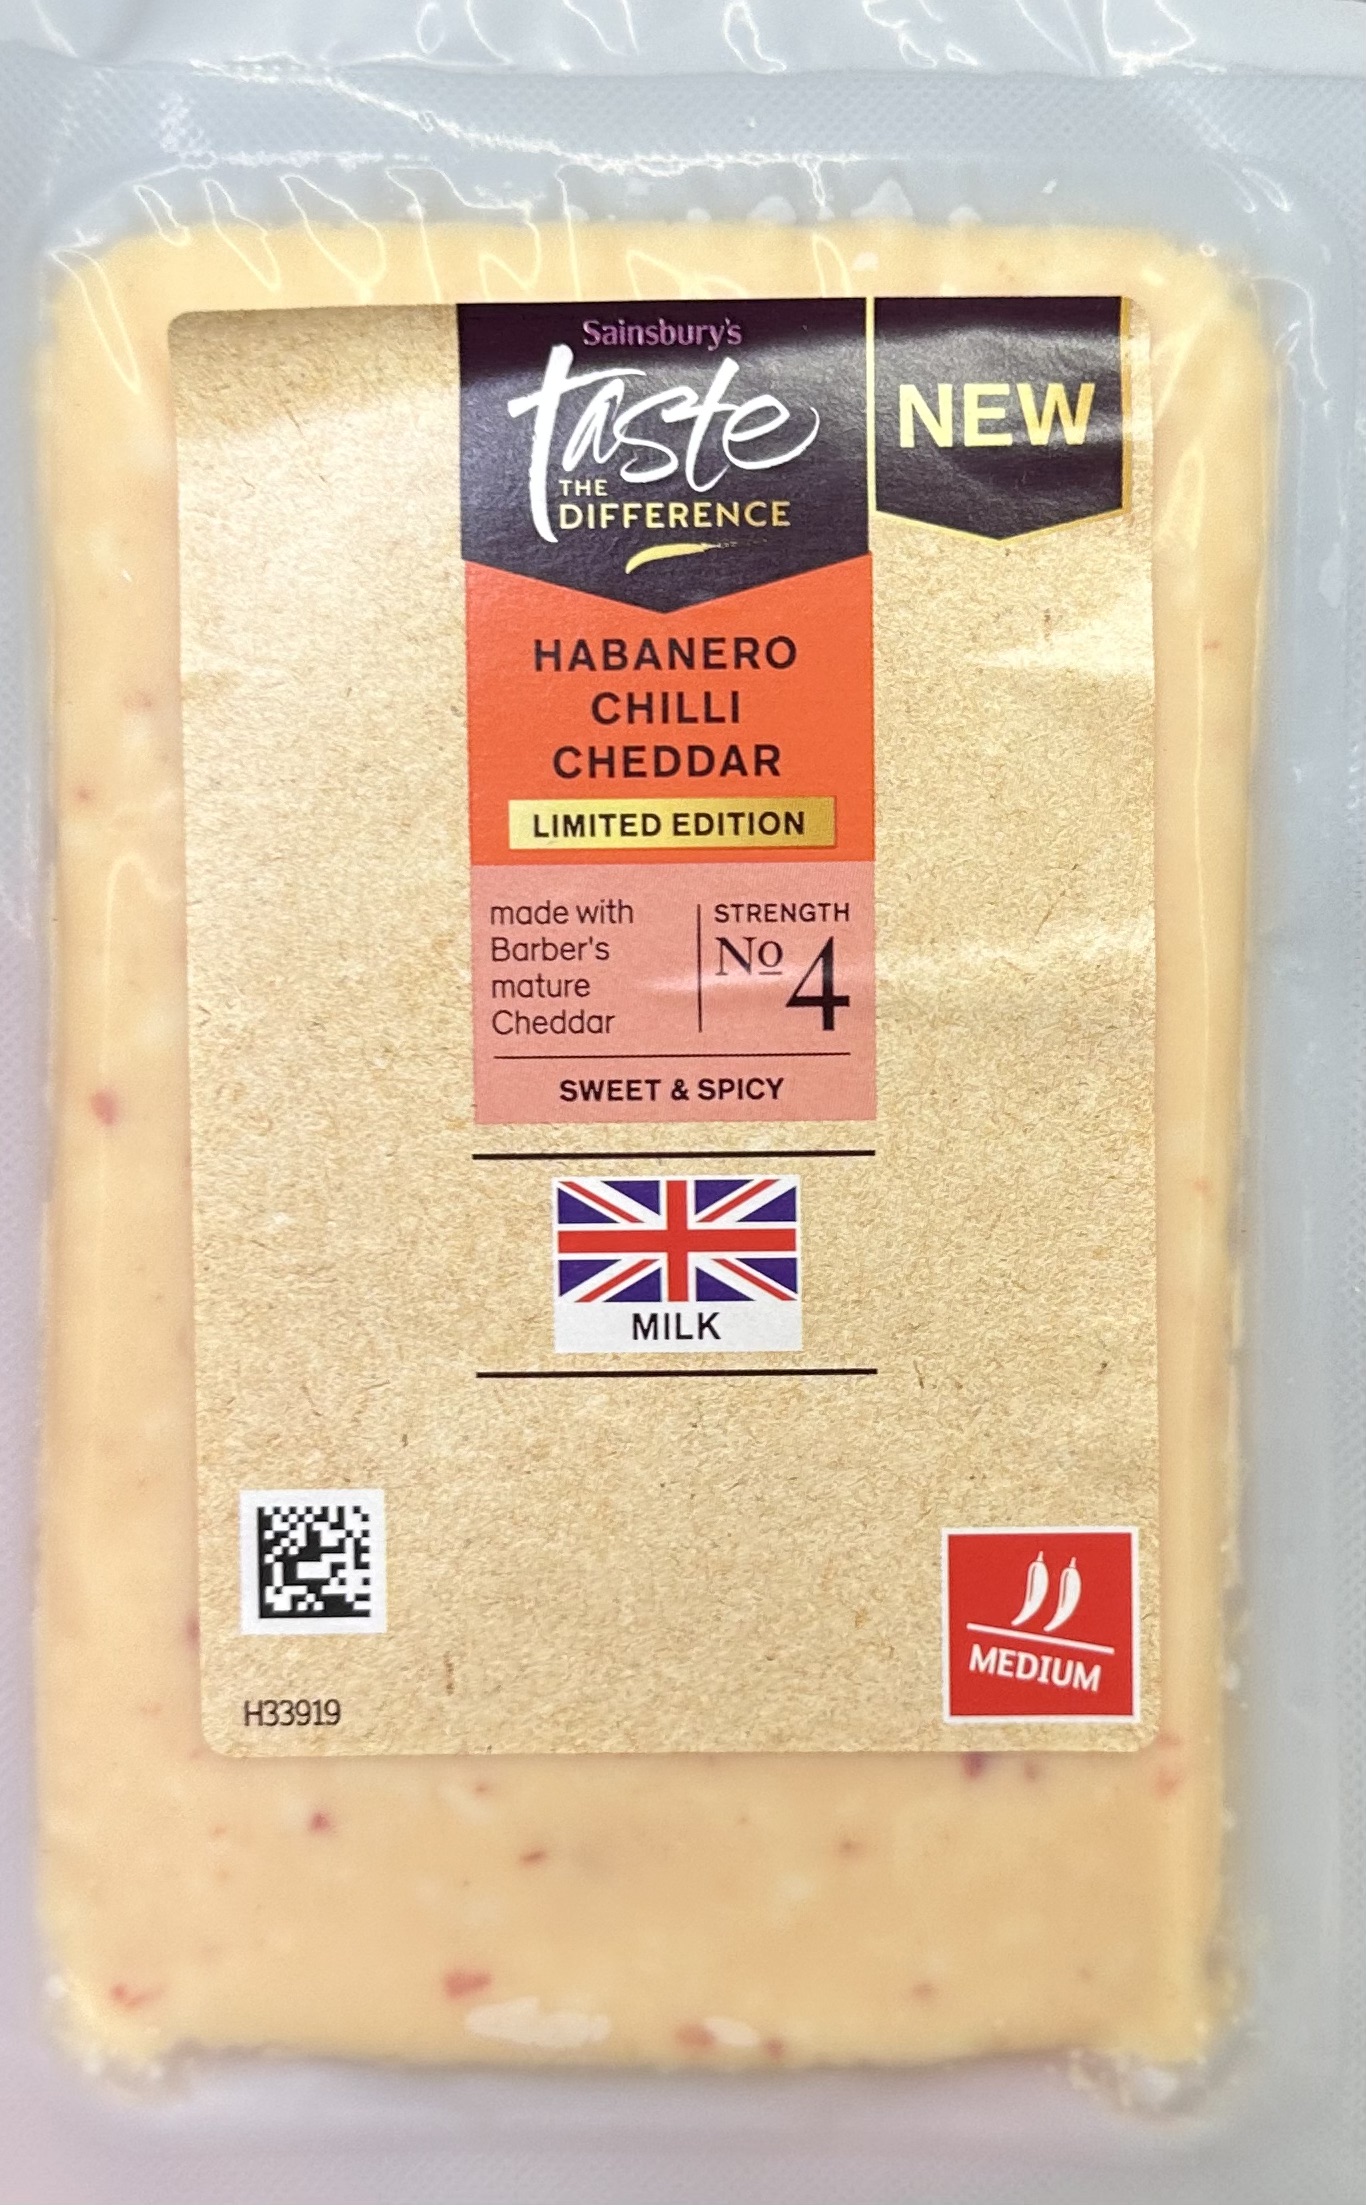 Sainsbury's
taste
THE
DIFFERENCE
NEW
HABANERO
CHILLI
CHEDDAR
LIMITED EDITION
made with
Barber's
mature
Cheddar
STRENGTH
No 4
SWEET & SPICY
MILK
MEDIUM
H33919